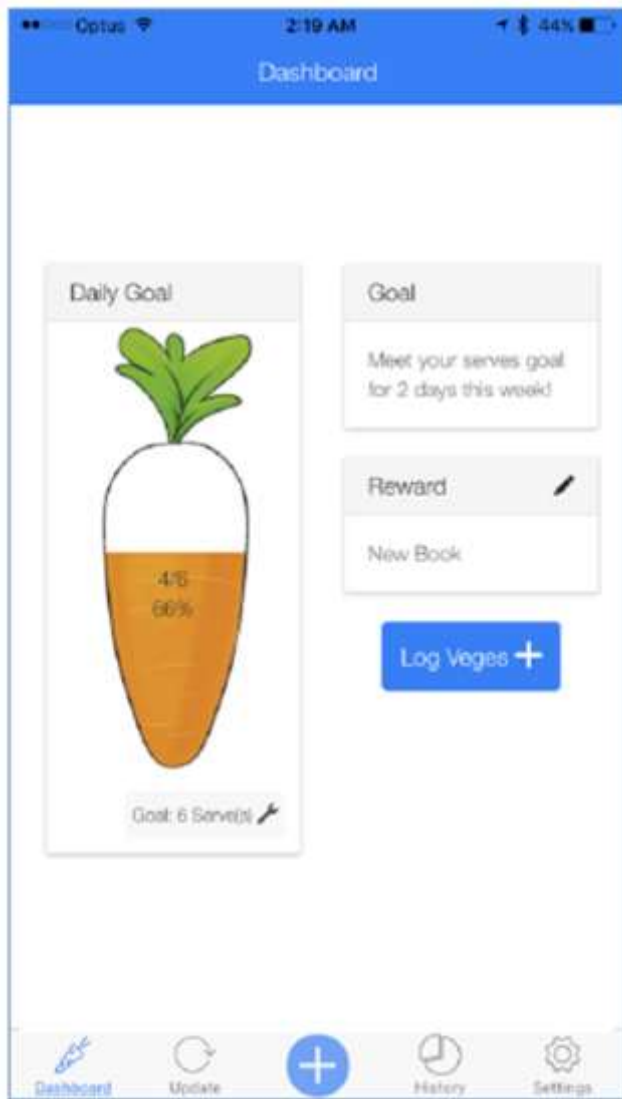 Optus 2:19 AM 44%
Dashboard
Daily Goal
4/6
66%
Goal: 6 Serve(s)
Goal
Meet your serves goal
for 2 days this week!
Reward
New Book
Log Veges
Dashboard Update History Settings